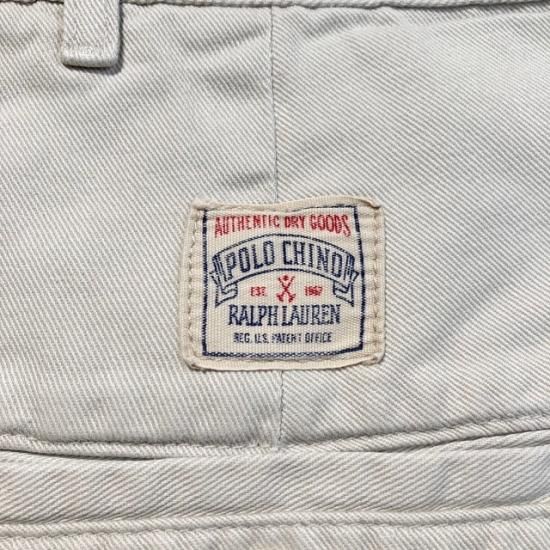 AUTHENTIC DRY GOODS
POLO CHINO
EST. 1967
RALPH LAUREN
REG. U.S. PATENT OFFICE